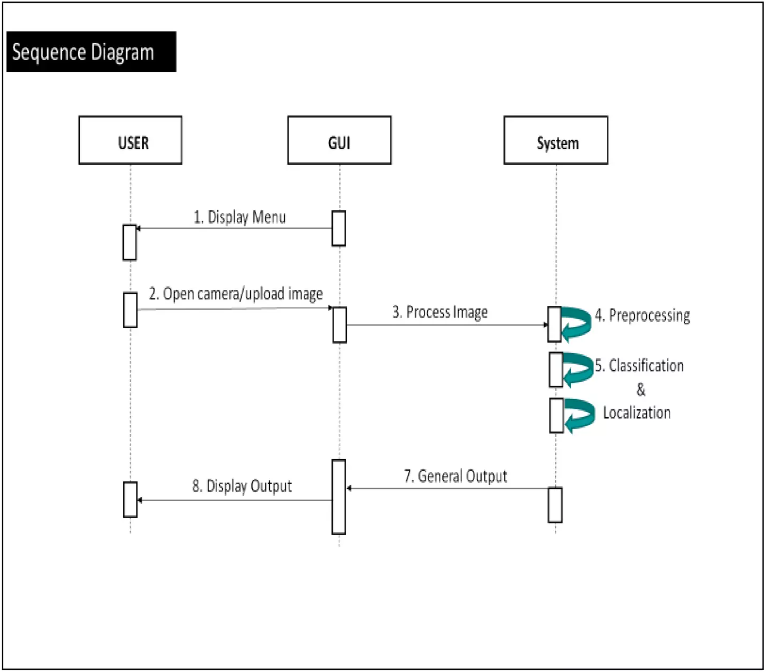 Sequence Diagram
USER
GUI
System
1. Display Menu
2. Open camera/upload image
3. Process Image
4. Preprocessing
5. Classification
&
Localization
7. General Output
8. Display Output